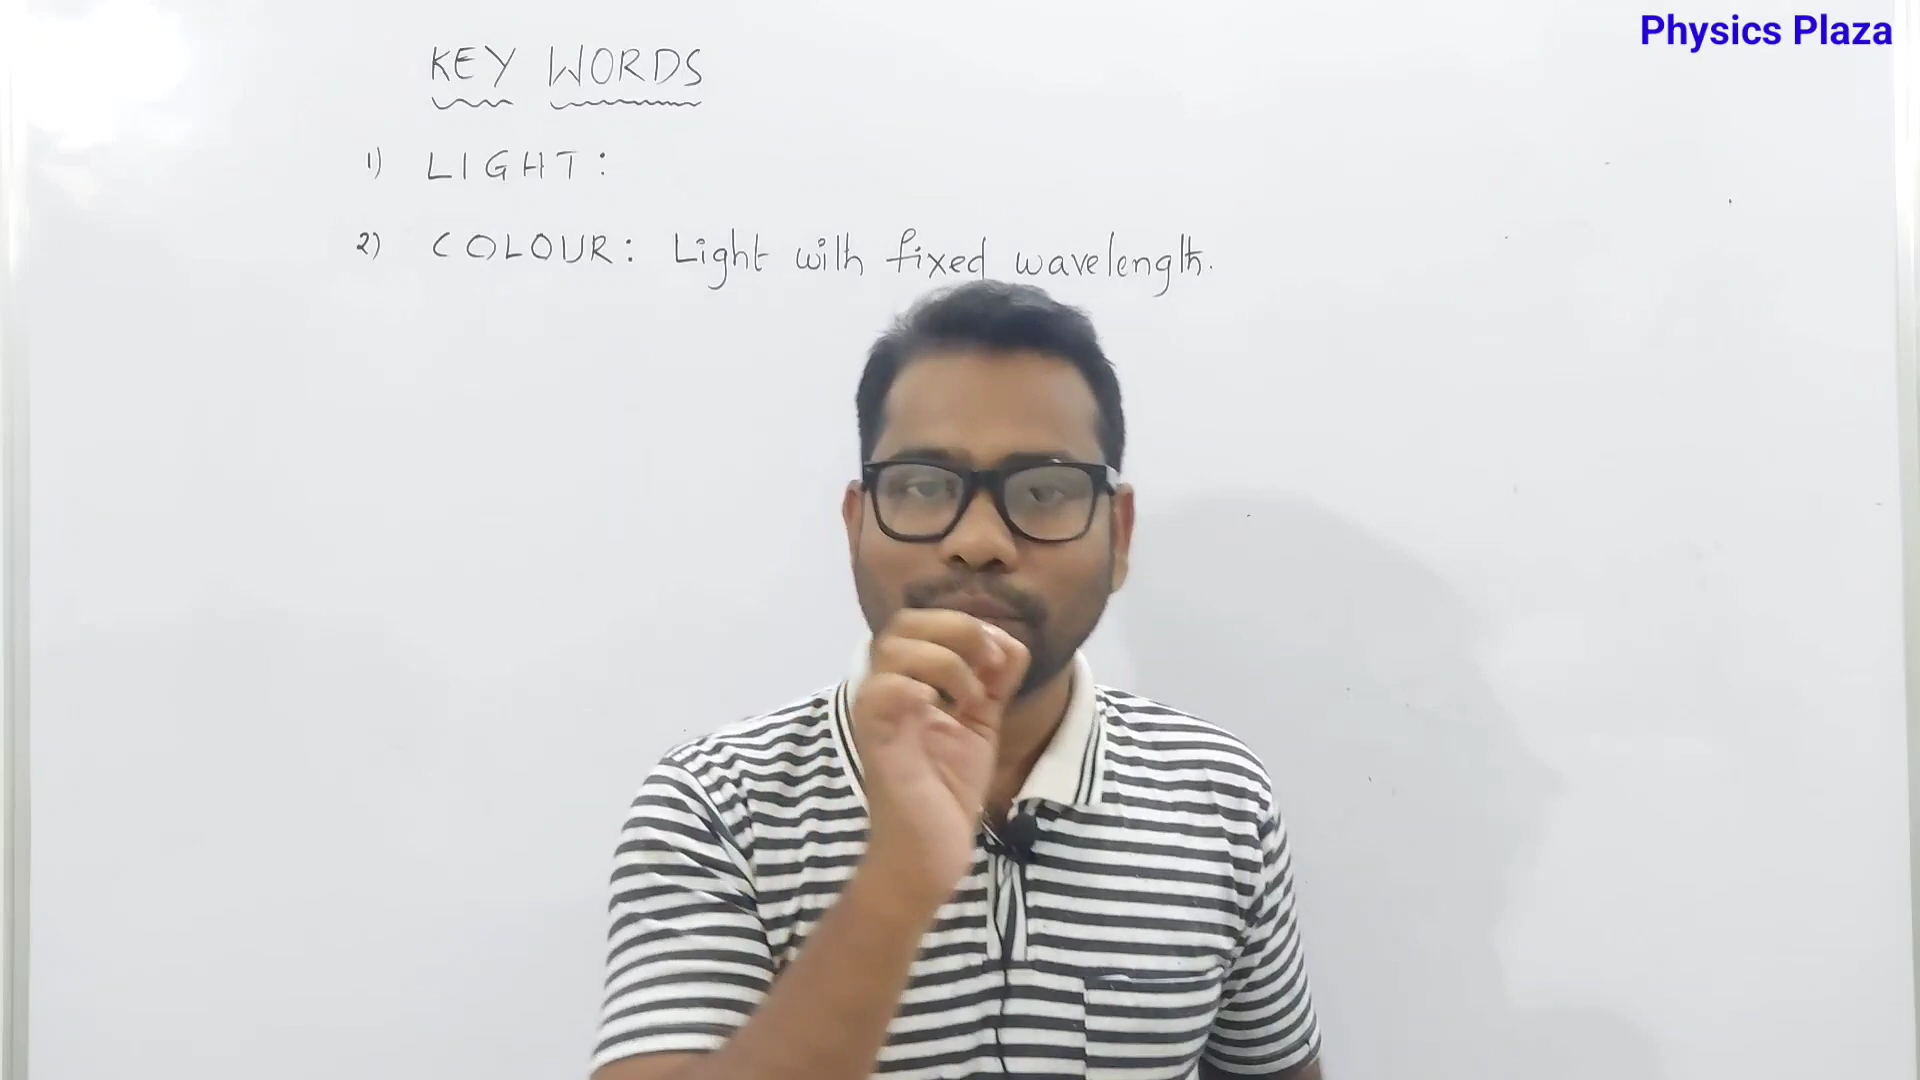 Physics Plaza
KEY WORDS
1) LIGHT:
2) COLOUR: Light with fixed wavelength.